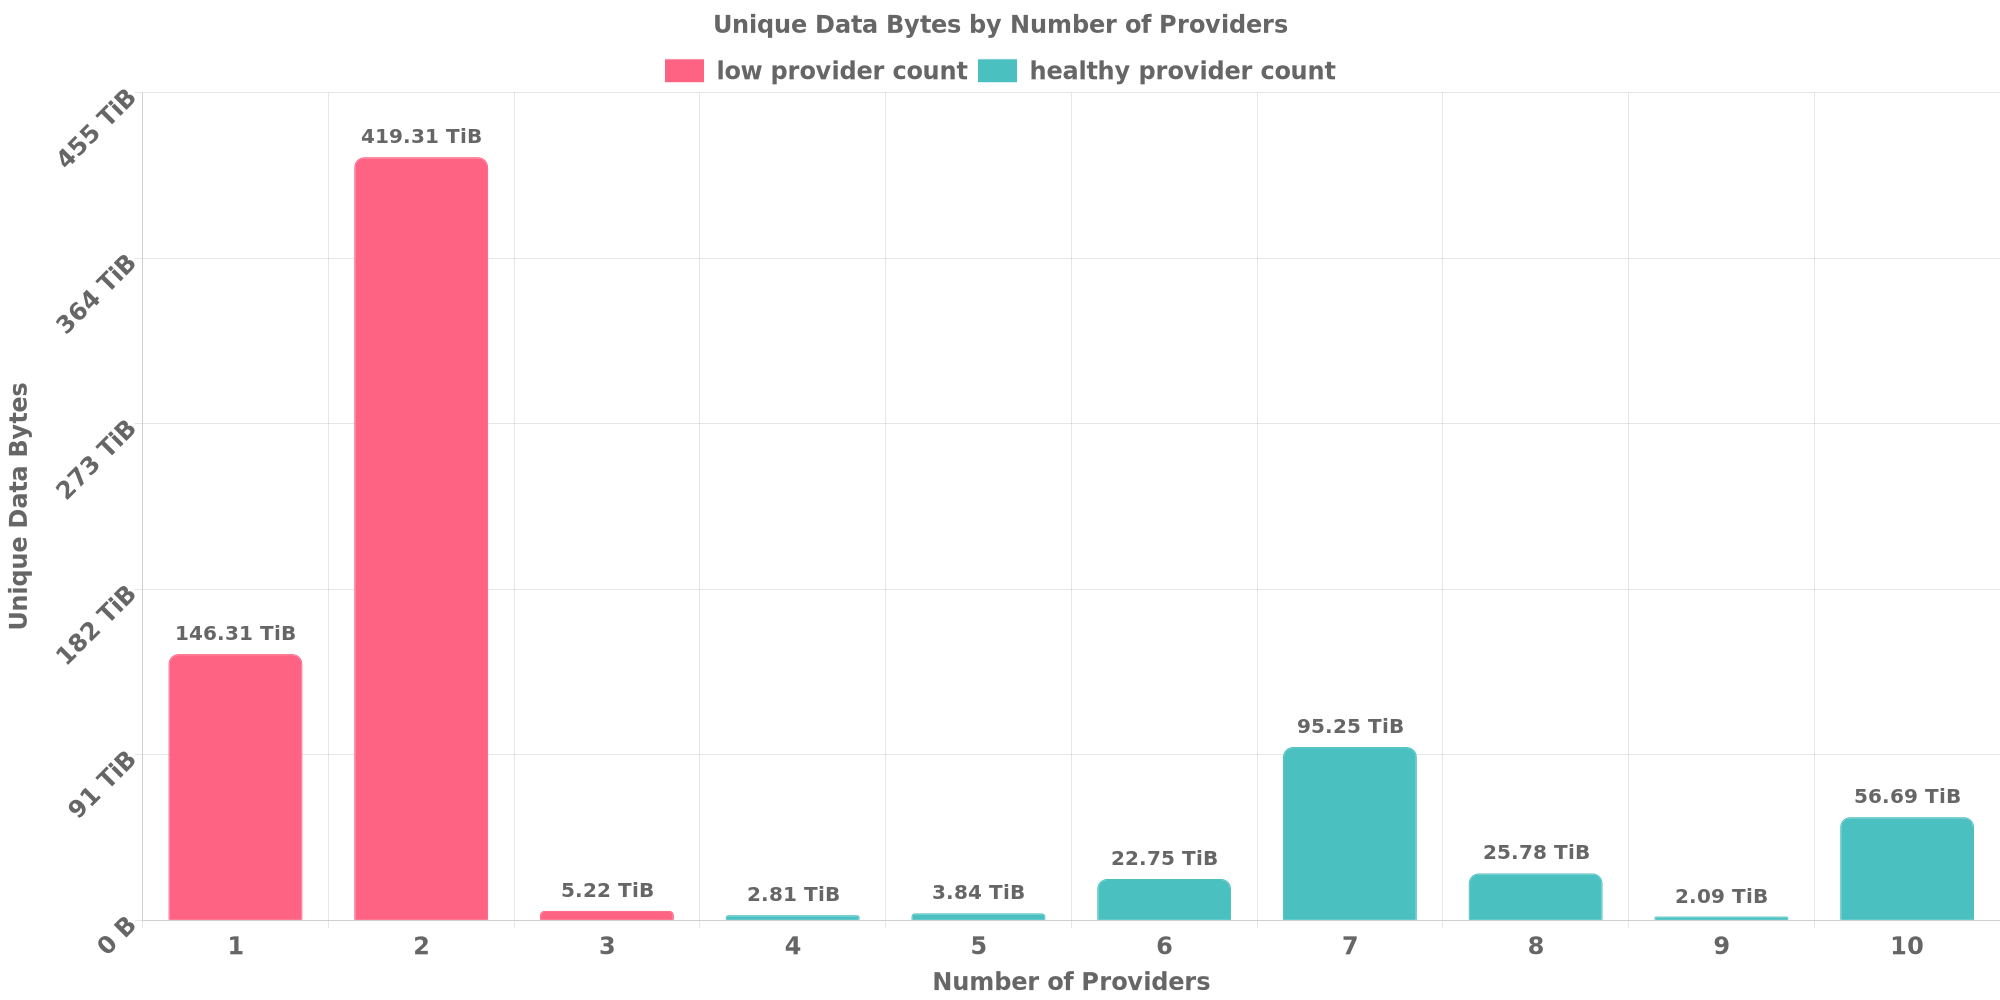 Unique Data Bytes by Number of Providers
low provider count
healthy provider count
455 TiB
364 TiB
273 TiB
182 TiB
91 TiB
0 B
Unique Data Bytes
146.31 TiB
419.31 TiB
5.22 TiB
2.81 TiB
3.84 TiB
22.75 TiB
95.25 TiB
25.78 TiB
2.09 TiB
56.69 TiB
1 2 3 4 5 6 7 8 9 10
Number of Providers